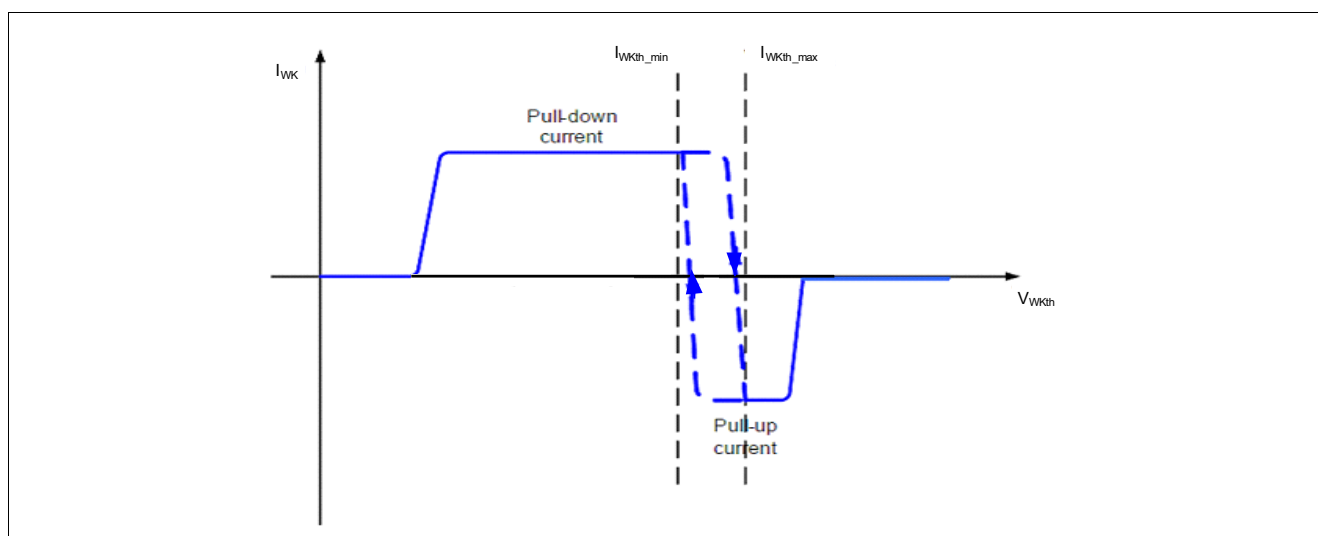 I_WKth_min
I_WKth_max
I_WK
Pull-down
current
V_WKth
Pull-up
current